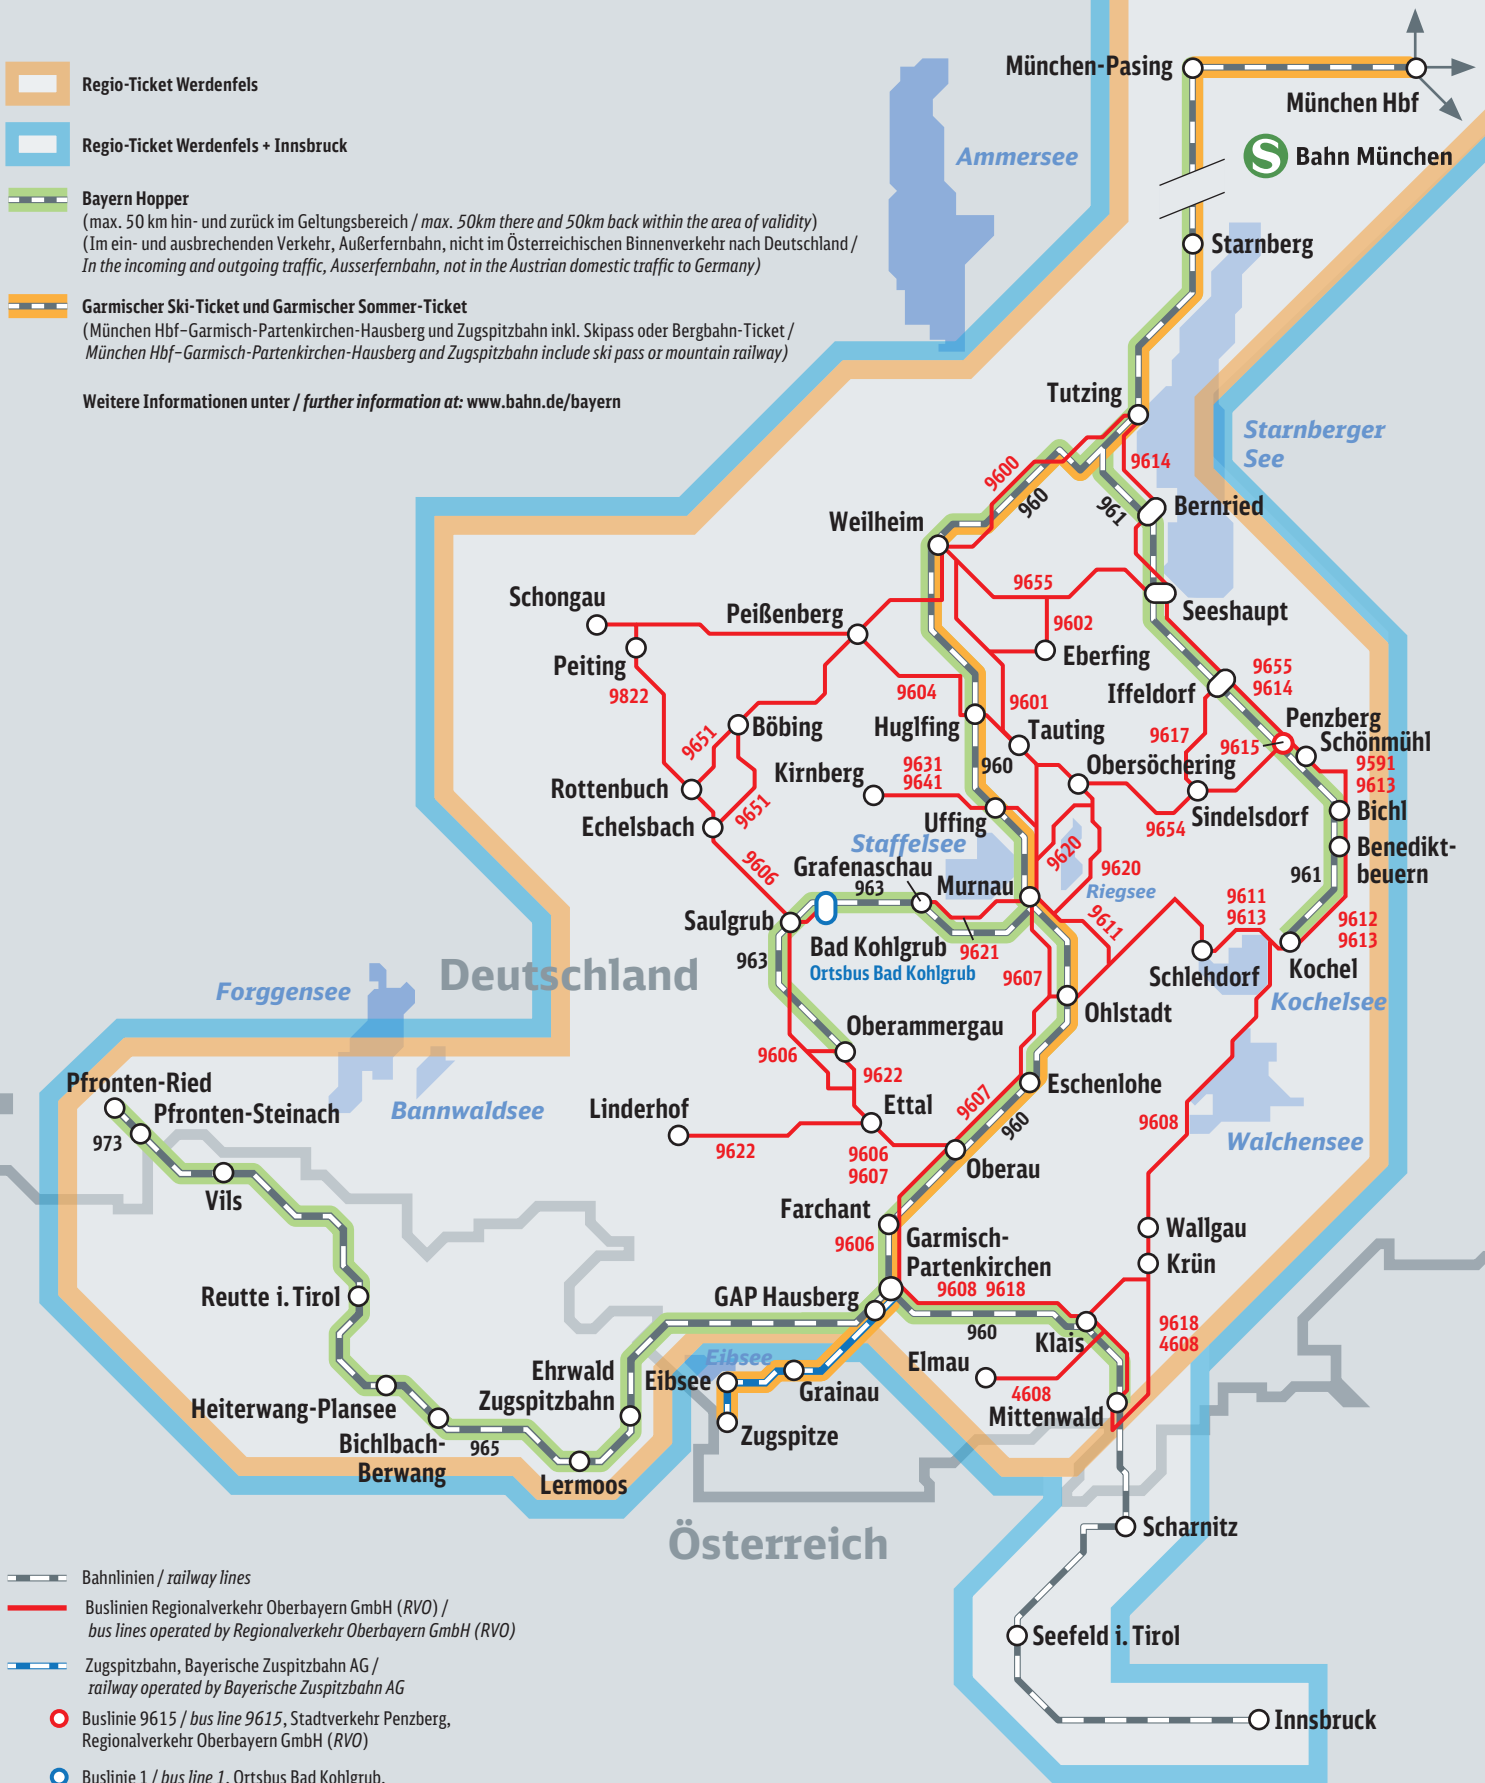 Regio-Ticket Werdenfels
Regio-Ticket Werdenfels + Innsbruck
Bayern Hopper
(max. 50 km hin- und zurück im Geltungsbereich / max. 50km there and 50km back within the area of validity)
(Im ein- und ausbrechenden Verkehr, Außerfernbahn, nicht im Österreichischen Binnenverkehr nach Deutschland /
In the incoming and outgoing traffic, Ausserfernbahn, not in the Austrian domestic traffic to Germany)
Garmischer Ski-Ticket und Garmischer Sommer-Ticket
(München Hbf–Garmisch-Partenkirchen-Hausberg und Zugspitzbahn inkl. Skipass oder Bergbahn-Ticket /
München Hbf–Garmisch-Partenkirchen-Hausberg and Zugspitzbahn include ski pass or mountain railway)
Weitere Informationen unter / further information at: www.bahn.de/bayern
München-Pasing
München Hbf
S Bahn München
Ammersee
Starnberg
Tutzing
Starnberger
See
9600
960
9614
961
Bernried
Weilheim
9655
Seeshaupt
9602
Eberfing
Schongau
Peißenberg
Peiting
9822
9604
9601
Iffeldorf
9655
9614
Penzberg
Schönmühl
9591
9613
9617
9615
Böbing
9651
Huglfing
Tauting
Kirnberg
9631
9641
960
Obersöchering
Rottenbuch
9651
Echelsbach
Uffing
9654
Sindelsdorf
Bichl
Benedikt-
beuern
961
Staffelsee
9620
9620
Riegsee
9606
Grafenaschau
963
Murnau
9611
9611
9613
9612
9613
Saulgrub
963
Bad Kohlgrub
Ortsbus Bad Kohlgrub
9621
9607
Schlehdorf
Kochel
Kochelsee
Deutschland
Forggensee
Ohlstadt
Oberammergau
9606
9622
Eschenlohe
Bannwaldsee
Pfronten-Ried
Pfronten-Steinach
973
Vils
Linderhof
9622
Ettal
9606
9607
9607
960
Oberau
9608
Walchensee
Farchant
9606
Garmisch-
Partenkirchen
9608 9618
Wallgau
Krün
Reutte i. Tirol
GAP Hausberg
960
Klais
9618
4608
Eibsee
Eibsee
Grainau
Zugspitze
Elmau
4608
Mittenwald
Ehrwald
Zugspitzbahn
Heiterwang-Plansee
Bichlbach-
Berwang
965
Lermoos
Österreich
Scharnitz
Seefeld i. Tirol
Innsbruck
Bahnlinien / railway lines
Buslinien Regionalverkehr Oberbayern GmbH (RVO) /
bus lines operated by Regionalverkehr Oberbayern GmbH (RVO)
Zugspitzbahn, Bayerische Zuspitzbahn AG /
railway operated by Bayerische Zuspitzbahn AG
Buslinie 9615 / bus line 9615, Stadtverkehr Penzberg,
Regionalverkehr Oberbayern GmbH (RVO)
Buslinie 1 / bus line 1, Ortsbus Bad Kohlgrub,